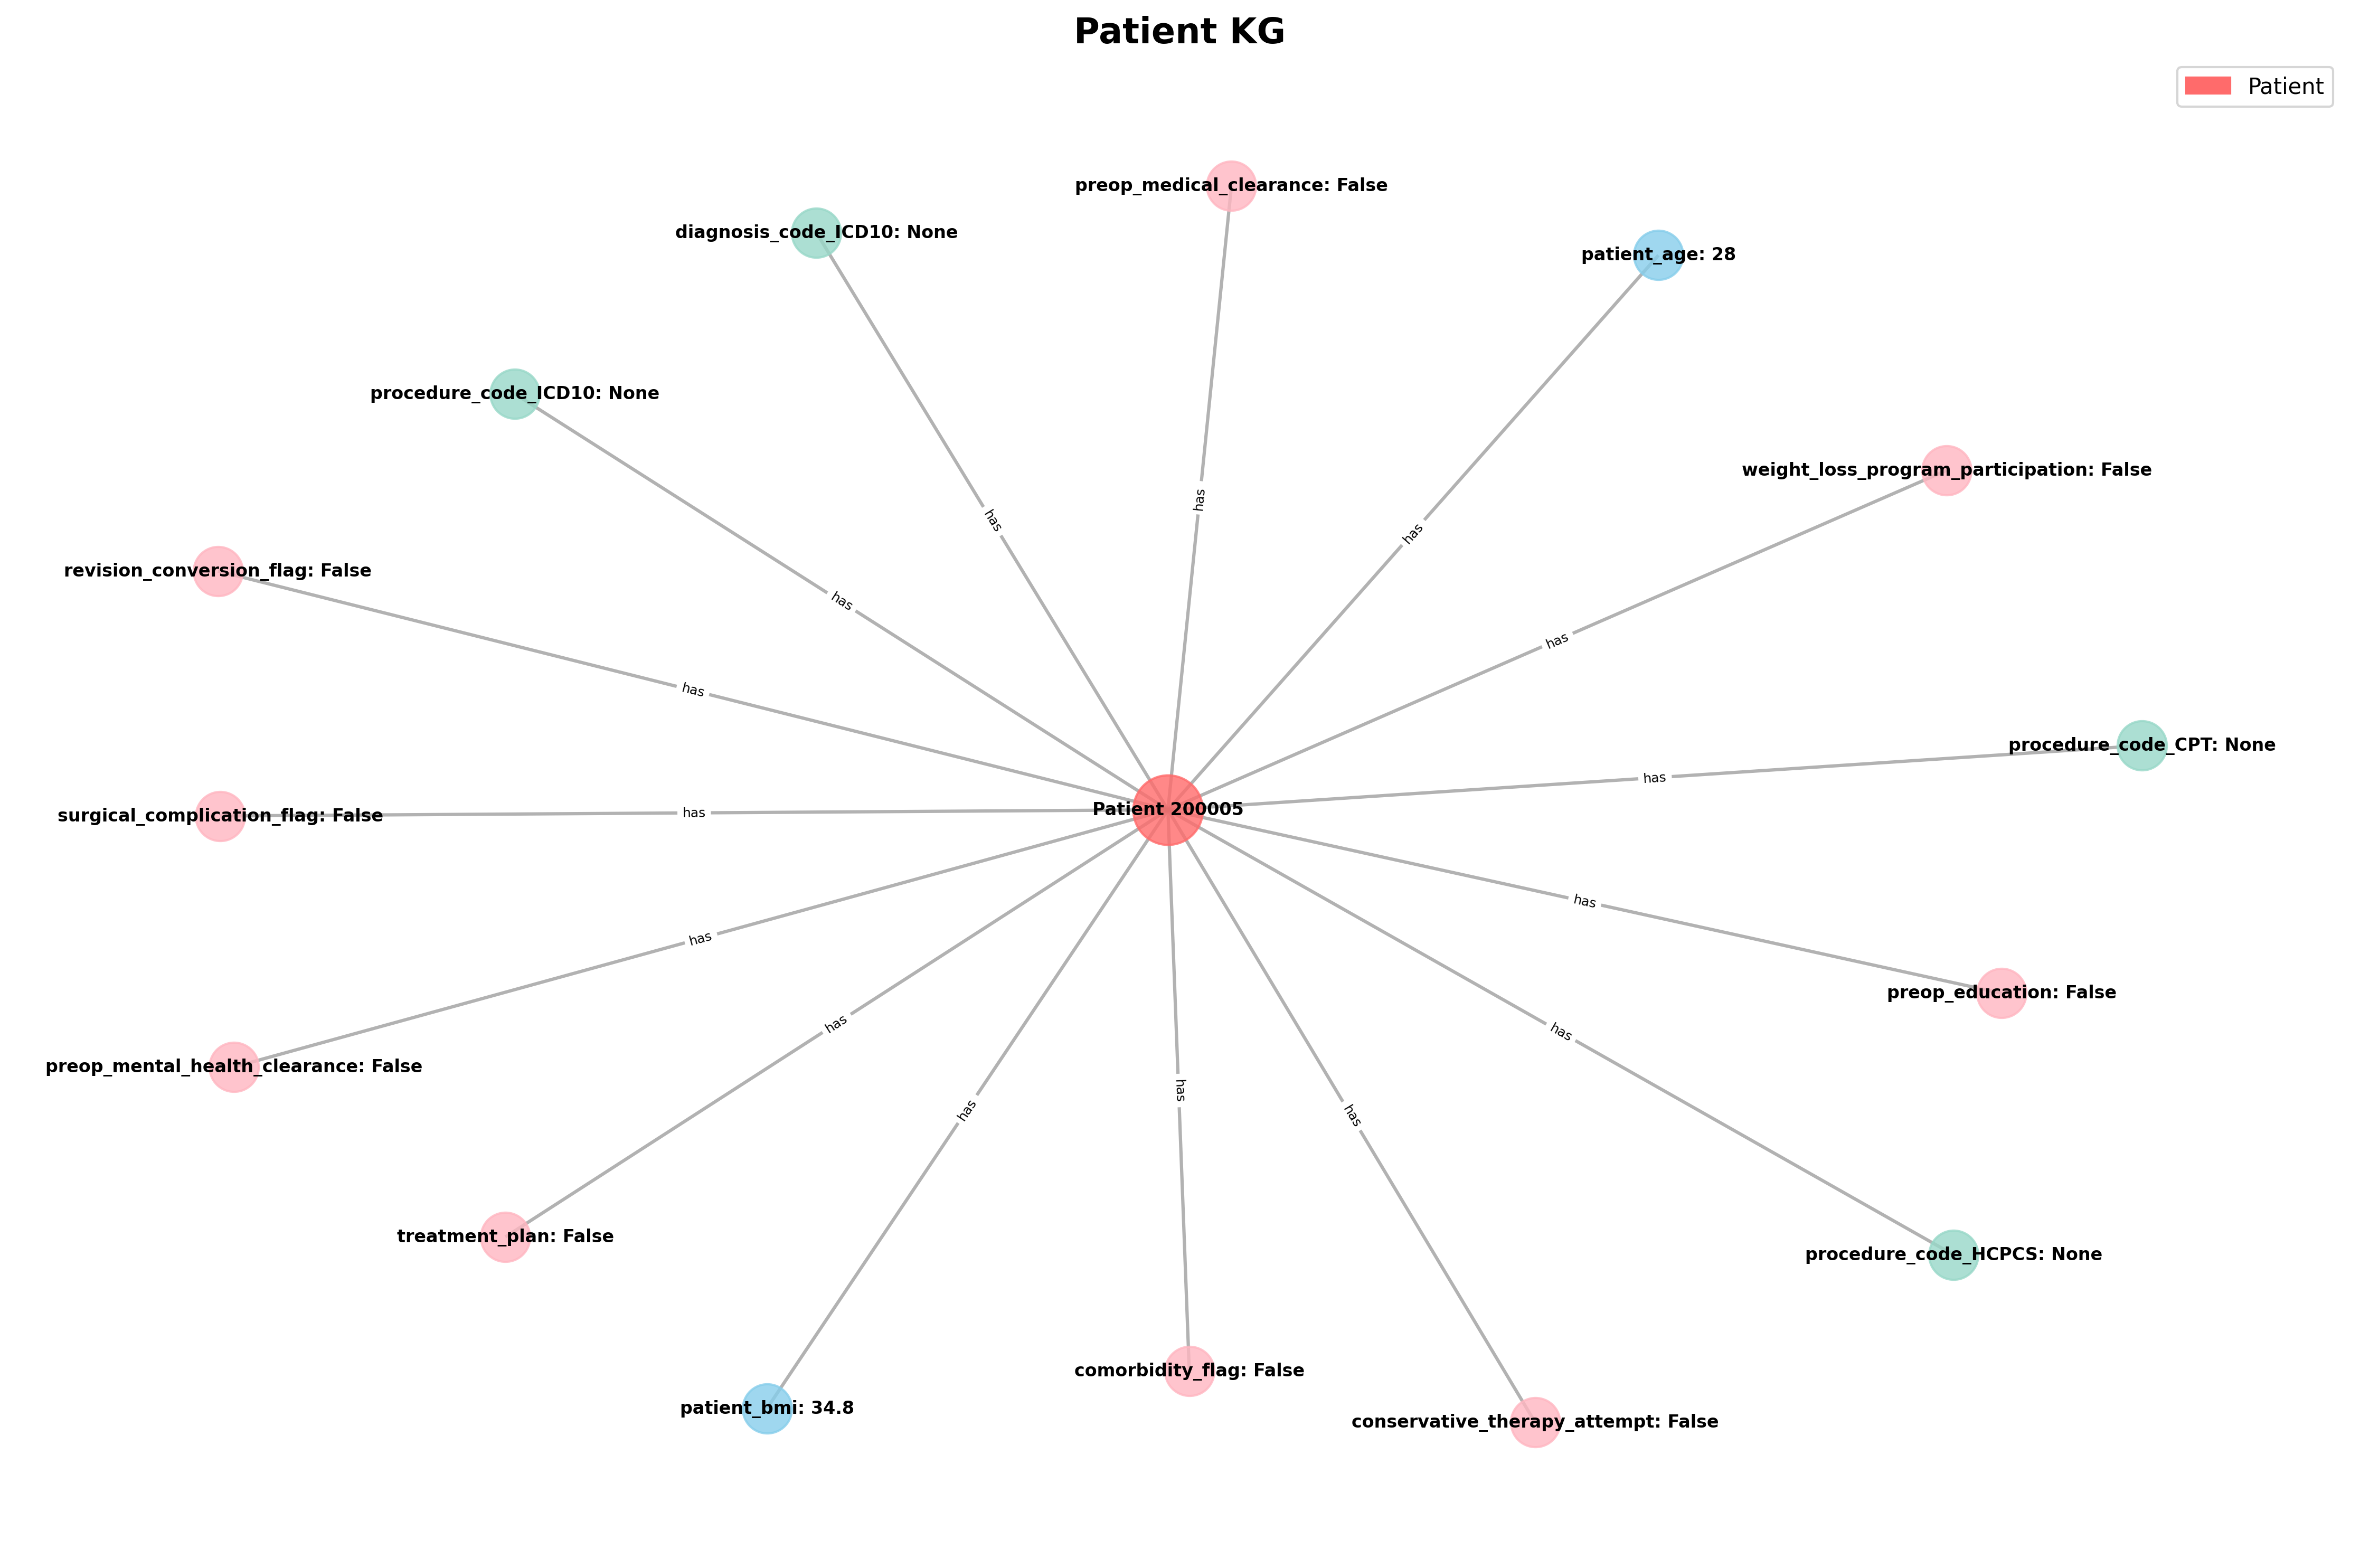 Patient KG
Patient
preop_medical_clearance: False
diagnosis_code_ICD10: None
patient_age: 28
procedure_code_ICD10: None
weight_loss_program_participation: False
has
has
has
revision_conversion_flag: False
has
has
has
has
procedure_code_CPT: None
has
Patient 200005
surgical_complication_flag: False
has
has
has
preop_education: False
has
has
preop_mental_health_clearance: False
has
has
has
treatment_plan: False
procedure_code_HCPCS: None
comorbidity_flag: False
patient_bmi: 34.8
conservative_therapy_attempt: False